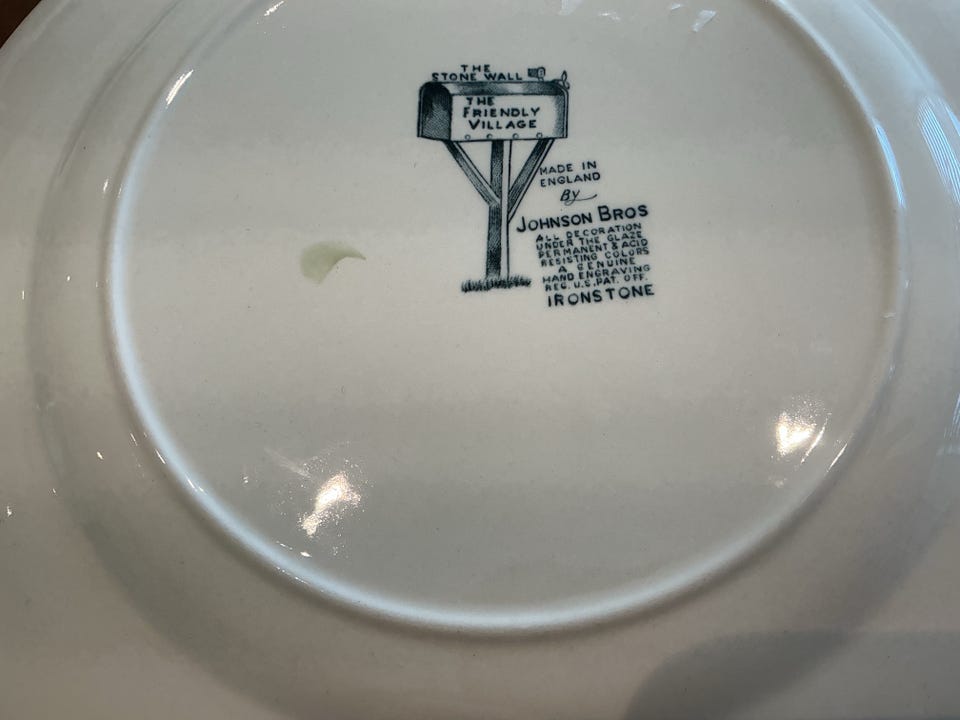 THE
STONE WALL
THE
FRIENDLY
VILLAGE
MADE IN
ENGLAND
BY
JOHNSON BROS
ALL DECORATION
UNDER THE GLAZE
PERMANENT & ACID
RESISTING COLORS
A GENUINE
HAND ENGRAVING
REG. U.S. PAT. OFF.
IRONSTONE